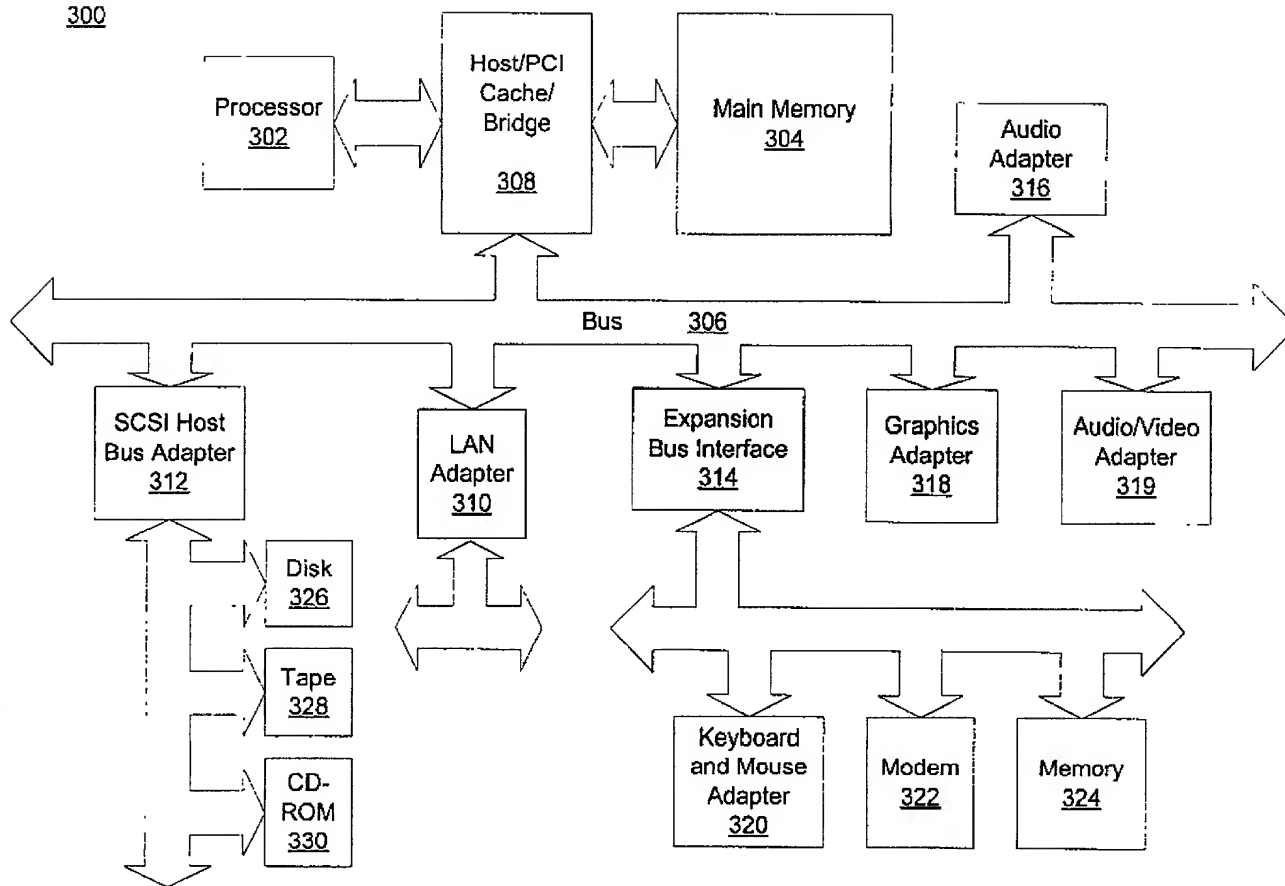 300
Processor
302
Host/PCI
Cache/
Bridge
308
Main Memory
304
Audio
Adapter
316
Bus 306
SCSI Host
Bus Adapter
312
LAN
Adapter
310
Expansion
Bus Interface
314
Graphics
Adapter
318
Audio/Video
Adapter
319
Disk
326
Tape
328
CD-
ROM
330
Keyboard
and Mouse
Adapter
320
Modem
322
Memory
324